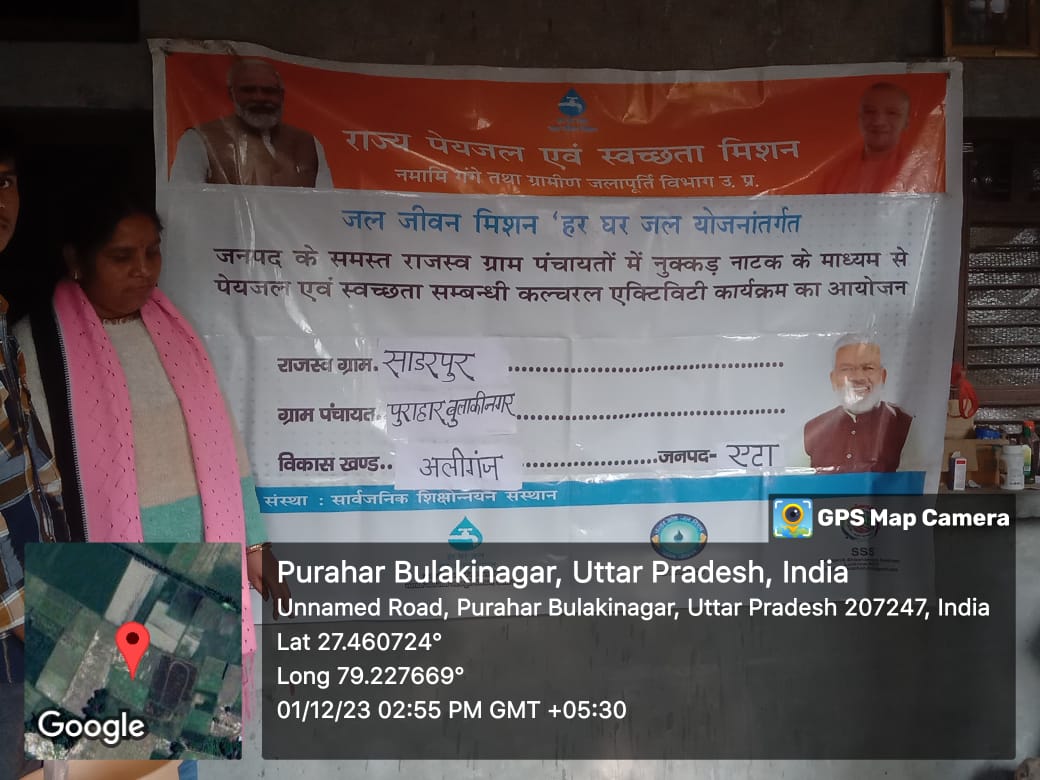 राज्य पेयजल एवं स्वच्छता मिशन
नमामि गंगे तथा ग्रामीण जलापूर्ति विभाग उ. प्र.
जल जीवन मिशन 'हर घर जल योजनांतर्गत
जनपद के समस्त राजस्व ग्राम पंचायतों में नुक्कड़ नाटक के माध्यम से
पेयजल एवं स्वच्छता सम्बन्धी कल्चरल एक्टिविटी कार्यक्रम का आयोजन
राजस्व ग्राम. साडरपुर
ग्राम पंचायत. पुराहार बुलाकीनगर
विकास खण्ड.. अलीगंज जनपद- एटा
संस्था : सार्वजनिक शिक्षोन्नयन संस्थान
SSS
GPS Map Camera
Purahar Bulakinagar, Uttar Pradesh, India
Unnamed Road, Purahar Bulakinagar, Uttar Pradesh 207247, India
Lat 27.460724°
Long 79.227669°
01/12/23 02:55 PM GMT +05:30
Google